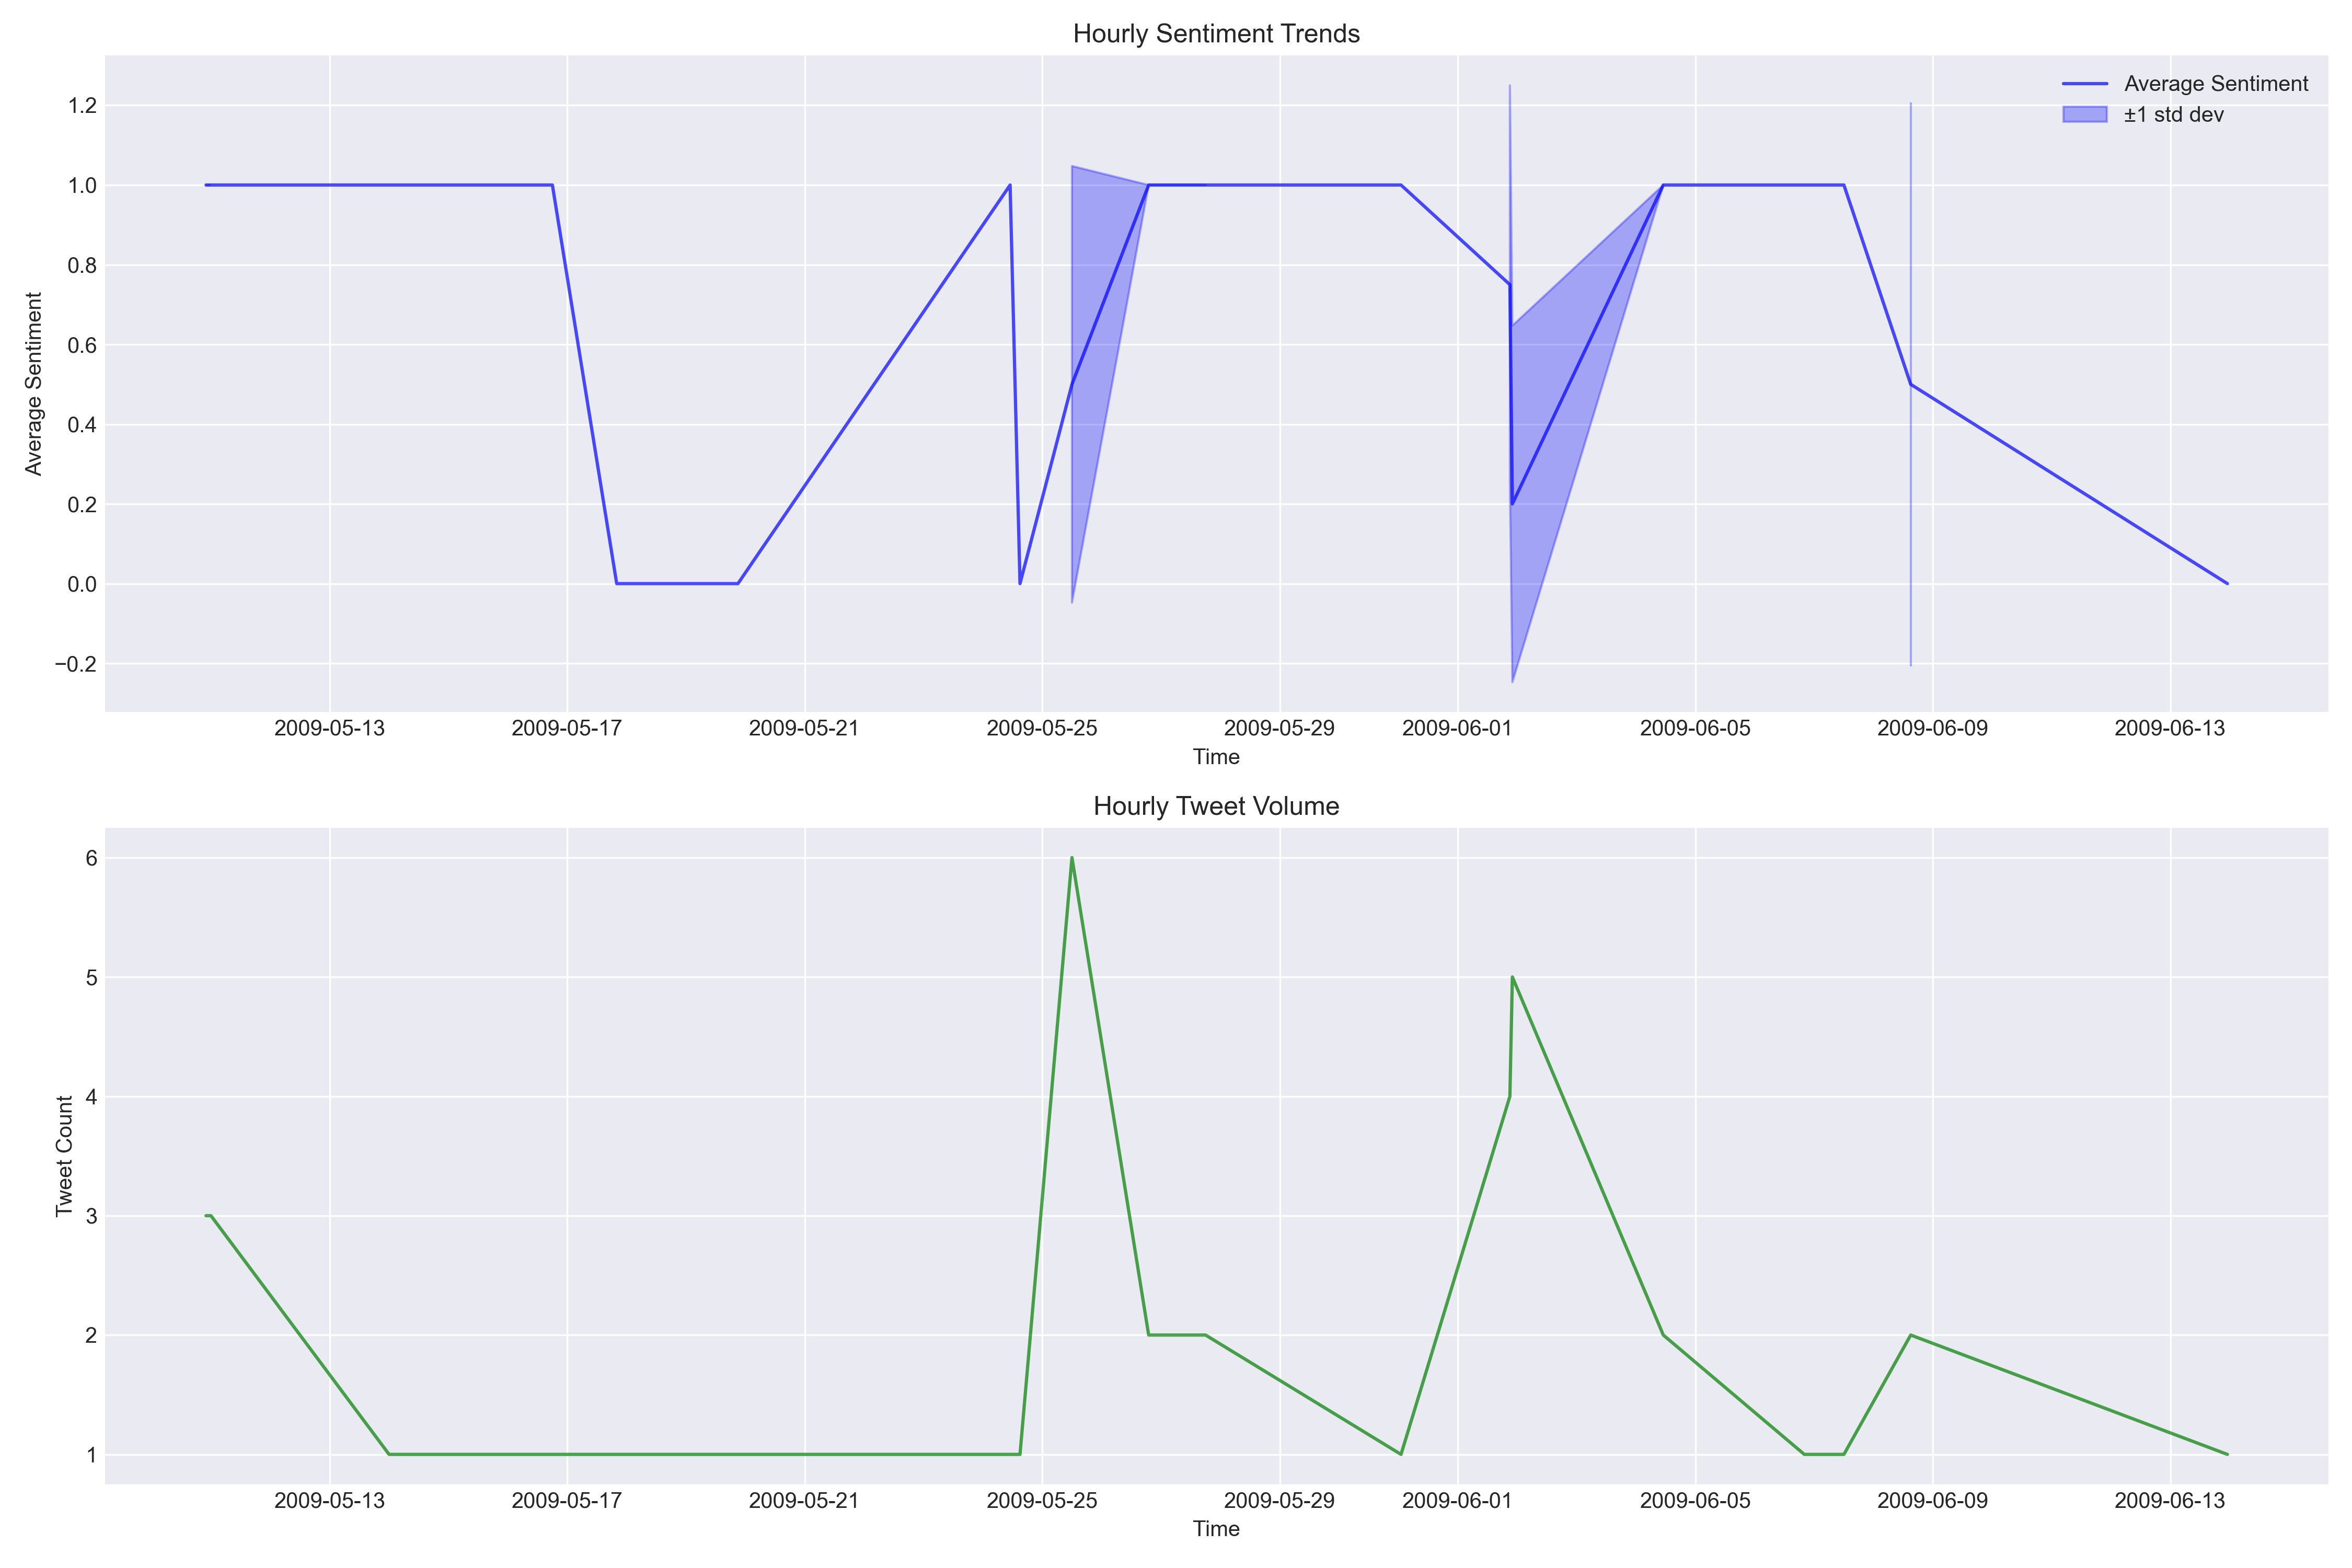 Hourly Sentiment Trends
Average Sentiment
±1 std dev
Average Sentiment
1.2
1.0
0.8
0.6
0.4
0.2
0.0
−0.2
2009-05-13 2009-05-17 2009-05-21 2009-05-25 2009-05-29 2009-06-01 2009-06-05 2009-06-09 2009-06-13
Time
Hourly Tweet Volume
Tweet Count
6
5
4
3
2
1
2009-05-13 2009-05-17 2009-05-21 2009-05-25 2009-05-29 2009-06-01 2009-06-05 2009-06-09 2009-06-13
Time